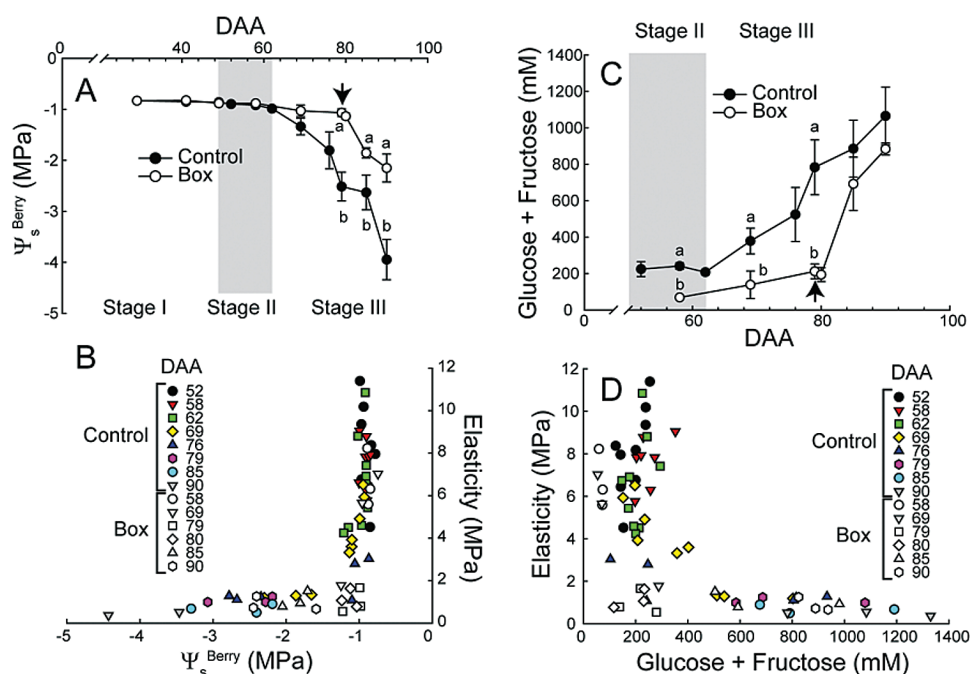 DAA
0 20 40 60 80 100
0
-1
-2
-3
-4
-5
Ψs Berry (MPa)
A
a a a
b b b
Control
Box
Stage I Stage II Stage III
Stage II Stage III
C
1400
1200
1000
800
600
400
200
0
Glucose + Fructose (mM)
Control
Box
a a a
b b b
0 60 80 100
DAA
B
DAA
Control
52
58
62
69
76
79
85
90
Box
58
69
79
80
85
90
12
10
8
6
4
2
0
Elasticity (MPa)
-5 -4 -3 -2 -1 0
Ψs Berry (MPa)
D
DAA
Control
52
58
62
69
76
79
85
90
Box
58
69
79
80
85
90
12
10
8
6
4
2
0
Elasticity (MPa)
0 200 400 600 800 1000 1200 1400
Glucose + Fructose (mM)